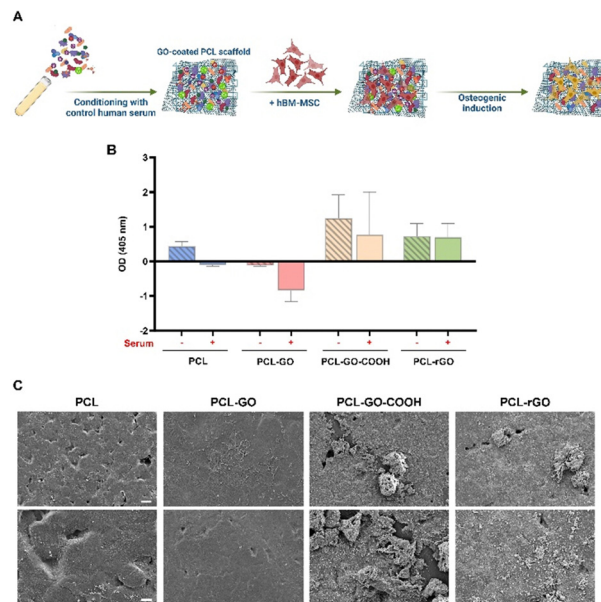 A
GO-coated PCL scaffold
Conditioning with
control human serum
+ hBM-MSC
Osteogenic
induction
B
OD (405 nm)
3
2
1
0
-1
-2
Serum - + - + - + - +
PCL PCL-GO PCL-GO-COOH PCL-rGO
C
PCL PCL-GO PCL-GO-COOH PCL-rGO